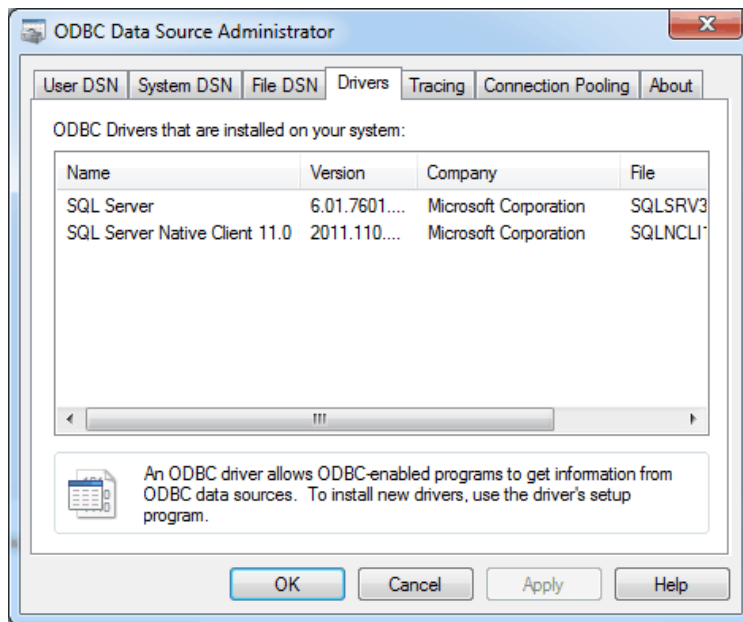 ODBC Data Source Administrator
User DSN System DSN File DSN Drivers Tracing Connection Pooling About
ODBC Drivers that are installed on your system:
Name Version Company File
SQL Server 6.01.7601.... Microsoft Corporation SQLSRV3
SQL Server Native Client 11.0 2011.110.... Microsoft Corporation SQLNCLI1
An ODBC driver allows ODBC-enabled programs to get information from
ODBC data sources. To install new drivers, use the driver's setup
program.
OK Cancel Apply Help